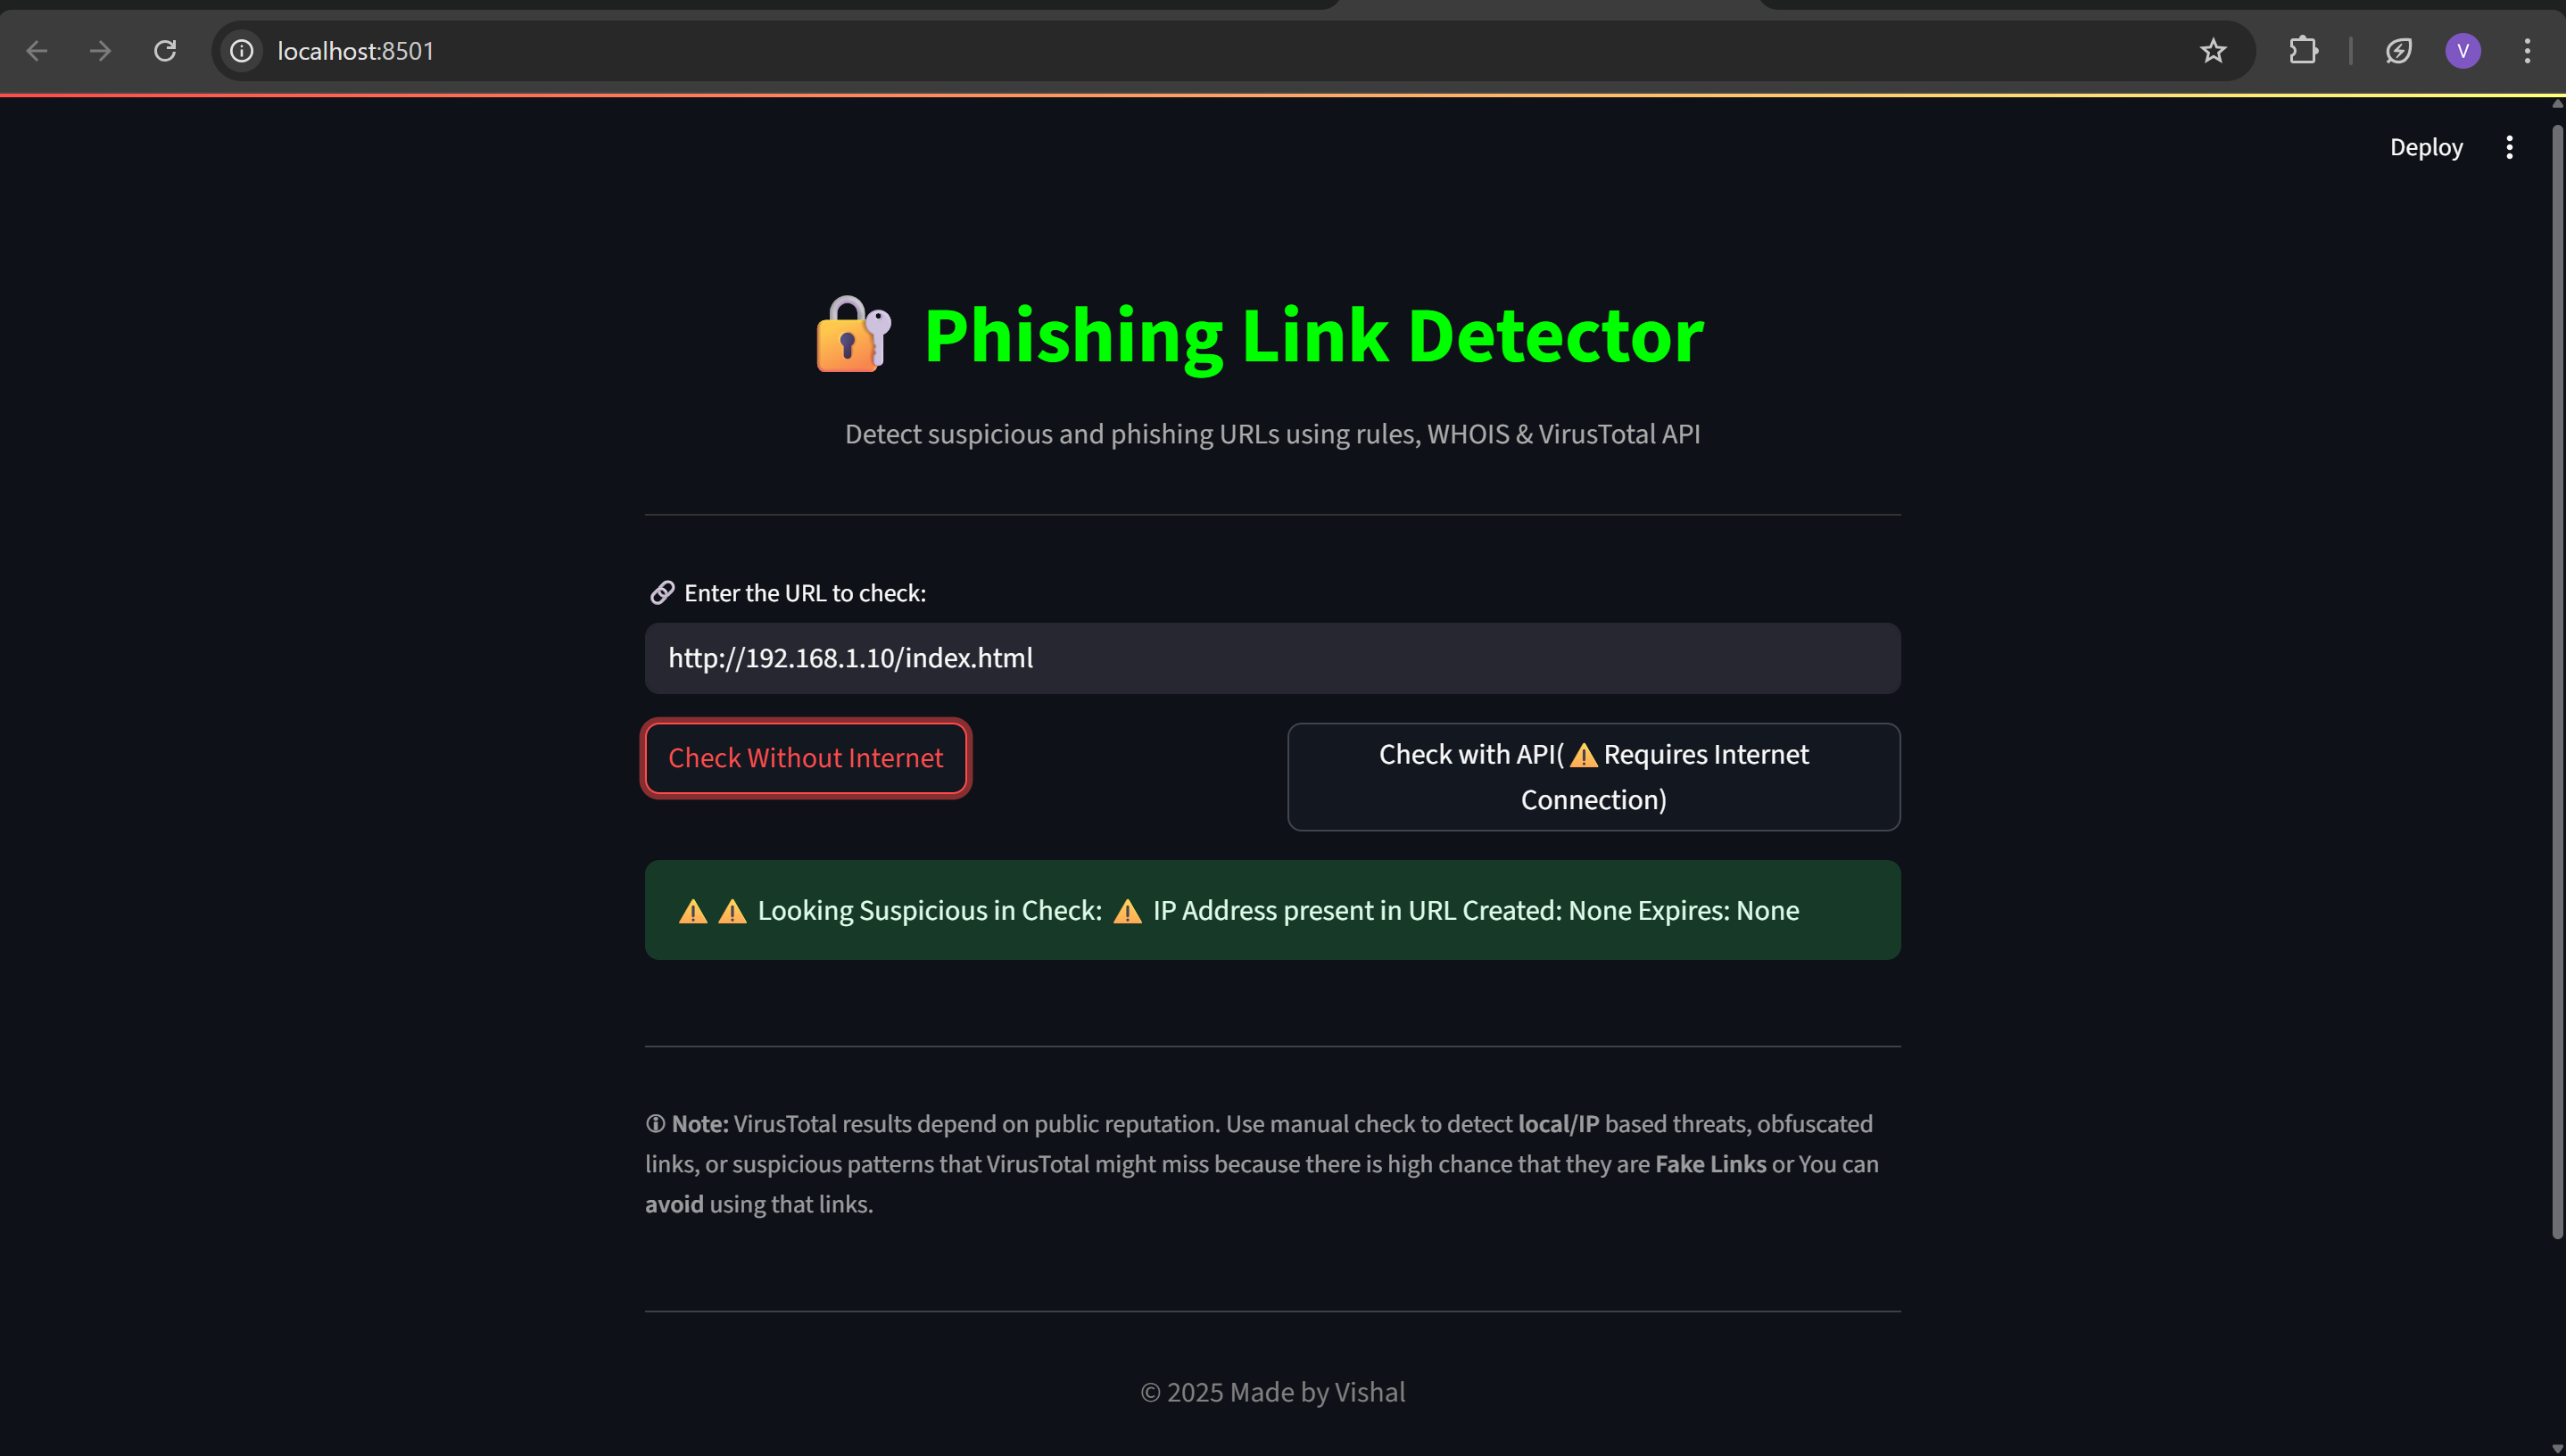 localhost:8501
V
Deploy
🔐 Phishing Link Detector
Detect suspicious and phishing URLs using rules, WHOIS & VirusTotal API
🔗 Enter the URL to check:
http://192.168.1.10/index.html
Check Without Internet
Check with API(⚠️Requires Internet
Connection)
⚠️ ⚠️ Looking Suspicious in Check: ⚠️ IP Address present in URL Created: None Expires: None
🛈 Note: VirusTotal results depend on public reputation. Use manual check to detect local/IP based threats, obfuscated
links, or suspicious patterns that VirusTotal might miss because there is high chance that they are Fake Links or You can
avoid using that links.
© 2025 Made by Vishal